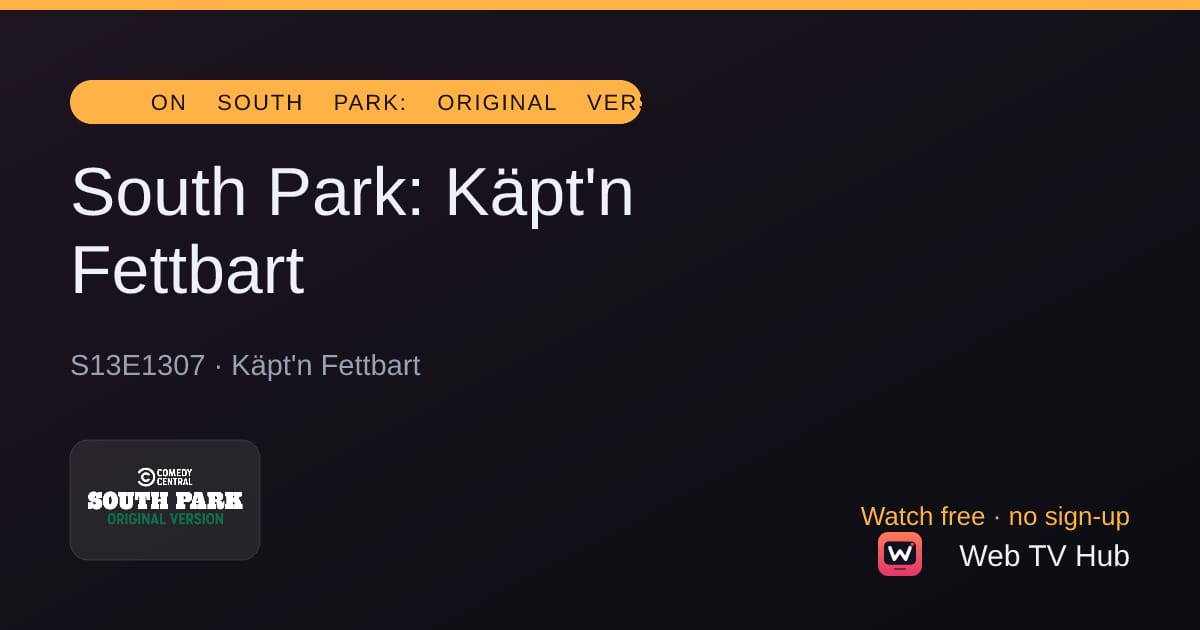 ON SOUTH PARK: ORIGINAL
South Park: Käpt'n
Fettbart
S13E1307 · Käpt'n Fettbart
COMEDY
CENTRAL
SOUTH PARK
ORIGINAL VERSION
Watch free · no sign-up
W
Web TV Hub